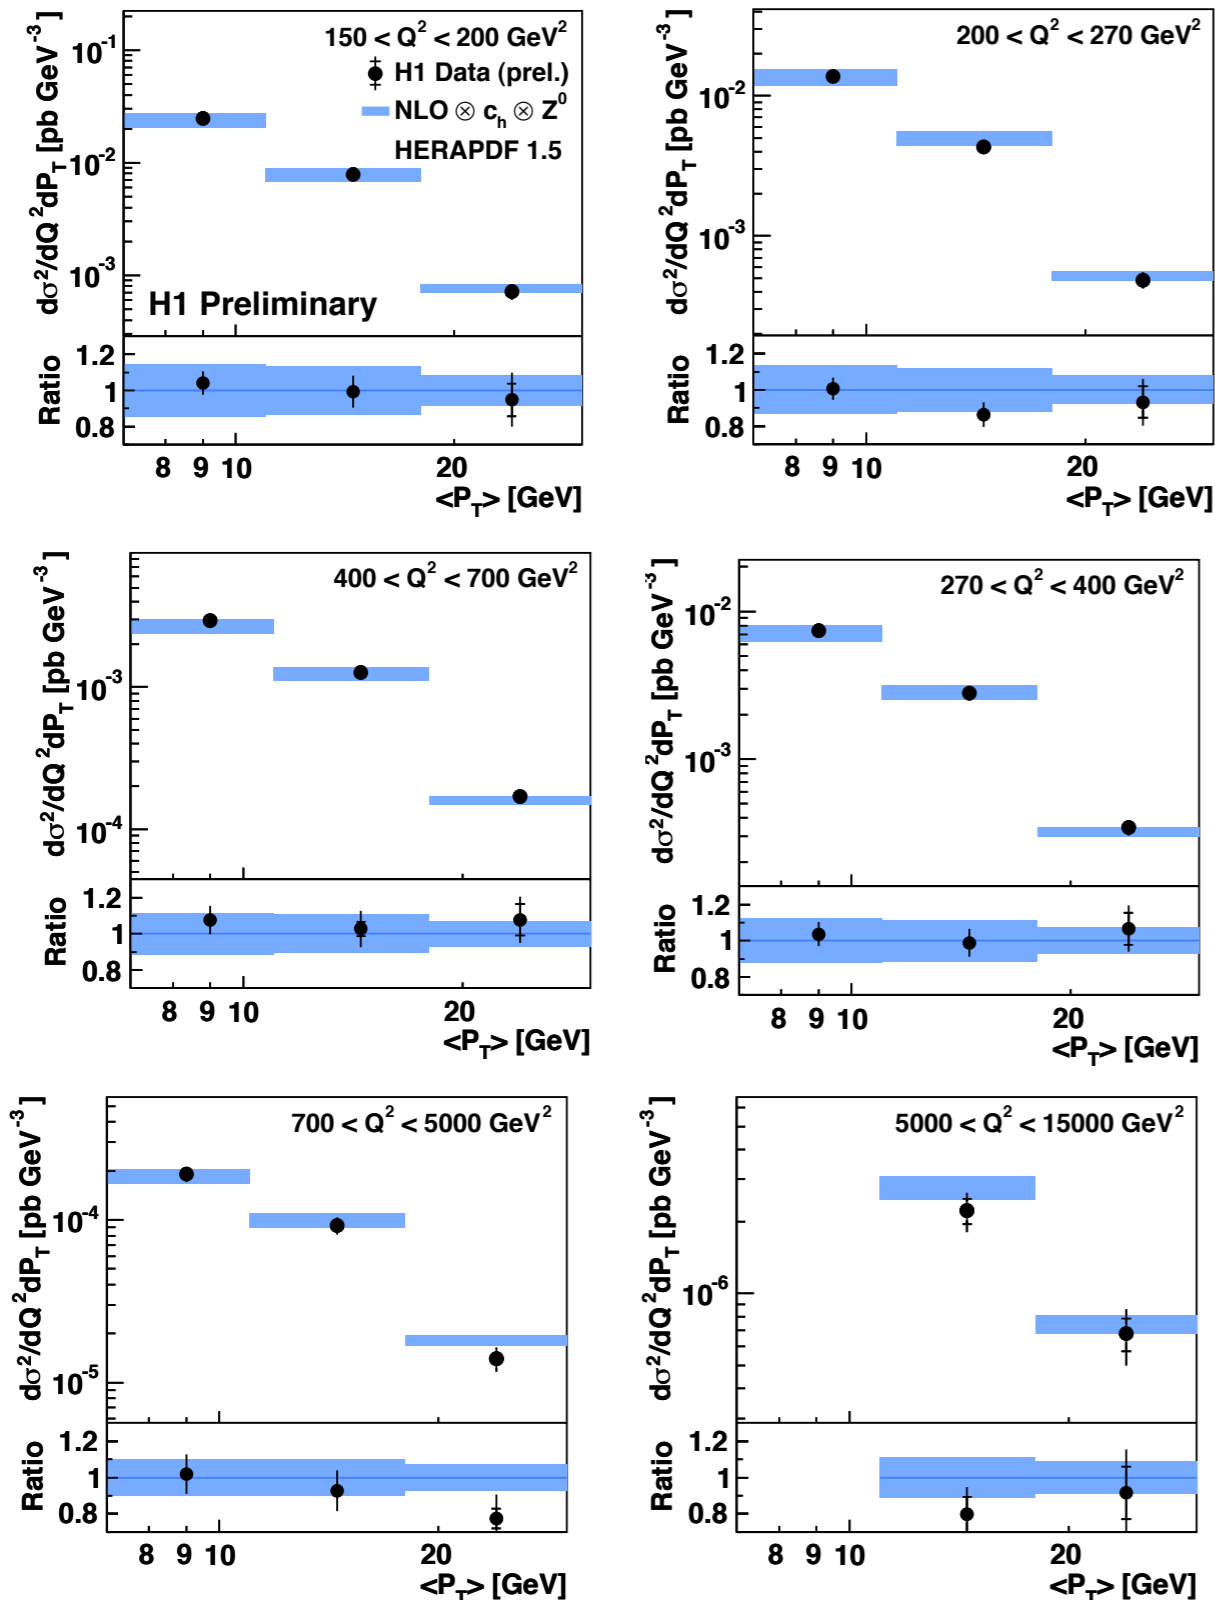 150 < Q² < 200 GeV²
H1 Data (prel.)
NLO ⊗ c_h ⊗ Z⁰
HERAPDF 1.5
H1 Preliminary
dσ²/dQ²dP_T [pb GeV⁻³]
10⁻¹
10⁻²
10⁻³
Ratio
1.2
1
0.8
8 9 10 20
<P_T> [GeV]
200 < Q² < 270 GeV²
dσ²/dQ²dP_T [pb GeV⁻³]
10⁻²
10⁻³
Ratio
1.2
1
0.8
8 9 10 20
<P_T> [GeV]
400 < Q² < 700 GeV²
dσ²/dQ²dP_T [pb GeV⁻³]
10⁻³
10⁻⁴
Ratio
1.2
1
0.8
8 9 10 20
<P_T> [GeV]
270 < Q² < 400 GeV²
dσ²/dQ²dP_T [pb GeV⁻³]
10⁻²
10⁻³
Ratio
1.2
1
0.8
8 9 10 20
<P_T> [GeV]
700 < Q² < 5000 GeV²
dσ²/dQ²dP_T [pb GeV⁻³]
10⁻⁴
10⁻⁵
Ratio
1.2
1
0.8
8 9 10 20
<P_T> [GeV]
5000 < Q² < 15000 GeV²
dσ²/dQ²dP_T [pb GeV⁻³]
10⁻⁶
Ratio
1.2
1
0.8
8 9 10 20
<P_T> [GeV]